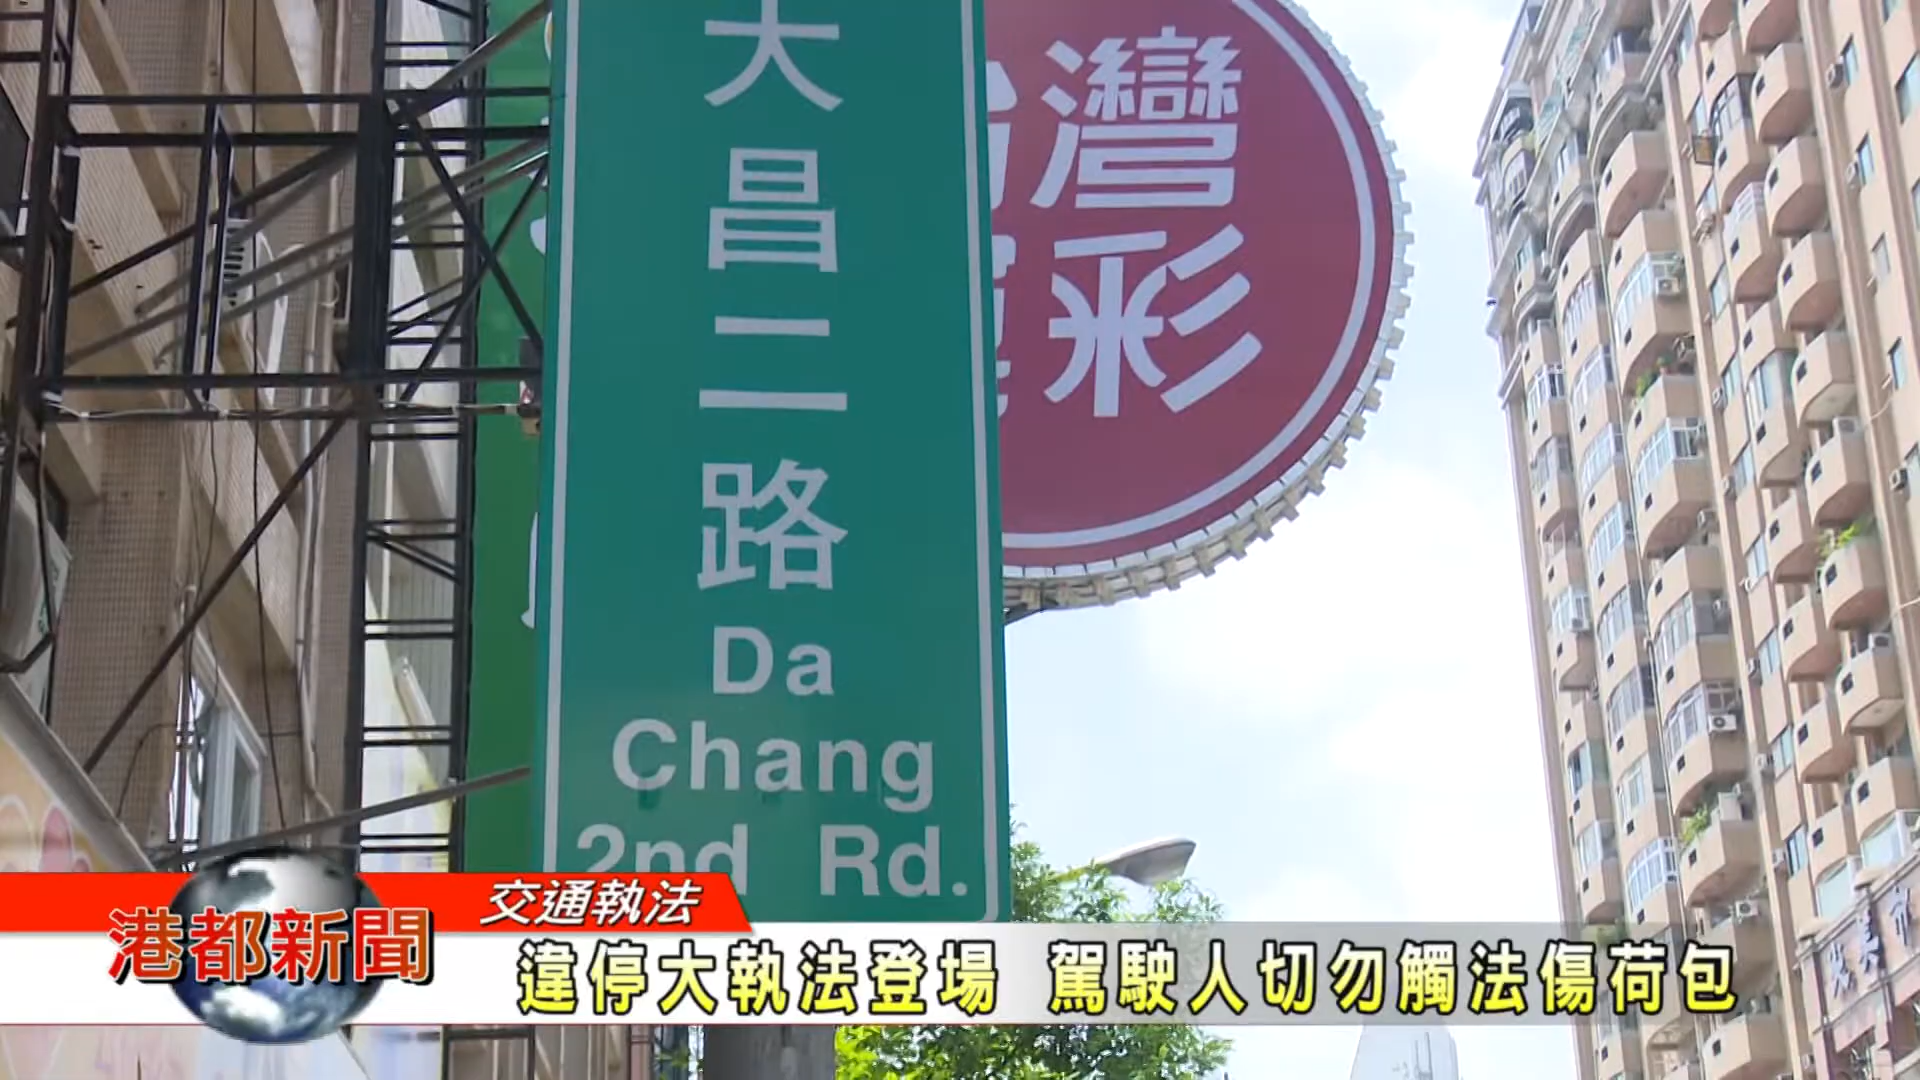 大昌二路
Da
Chang
2nd Rd.
灣
彩
交通執法
港都新聞
違停大執法登場 駕駛人切勿觸法傷荷包